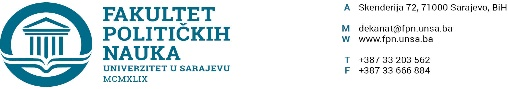 FAKULTET
POLITIČKIH
NAUKA
UNIVERZITET U SARAJEVU
MCMXLIX
A Skenderija 72, 71000 Sarajevo, BiH
M dekanat@fpn.unsa.ba
W www.fpn.unsa.ba
T +387 33 203 562
F +387 33 666 884